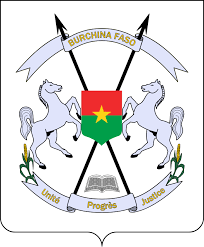 BURCHINA FASO
Unité Progrès Justice